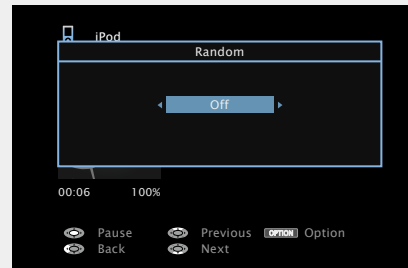 iPod
Random
Off
00:06 100%
Pause Previous OPTION Option
Back Next